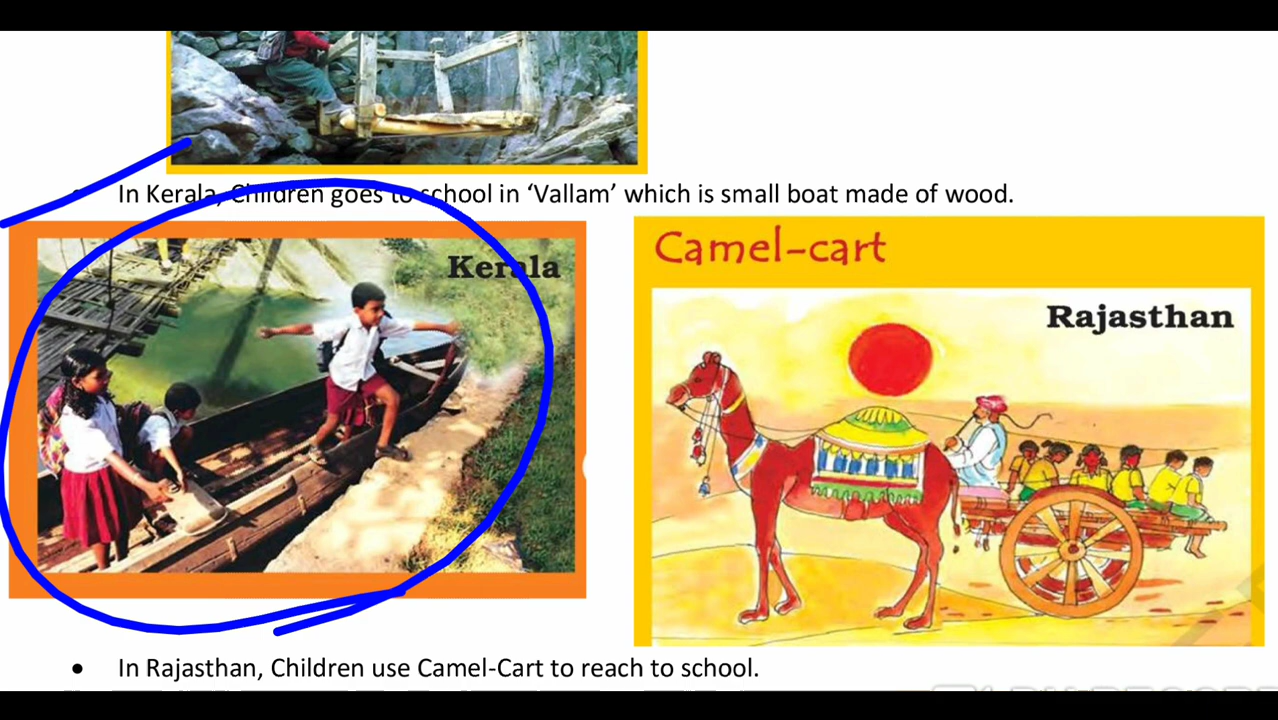 • In Kerala, Children goes to school in ‘Vallam’ which is small boat made of wood.
Kerala
Camel-cart
Rajasthan
• In Rajasthan, Children use Camel-Cart to reach to school.